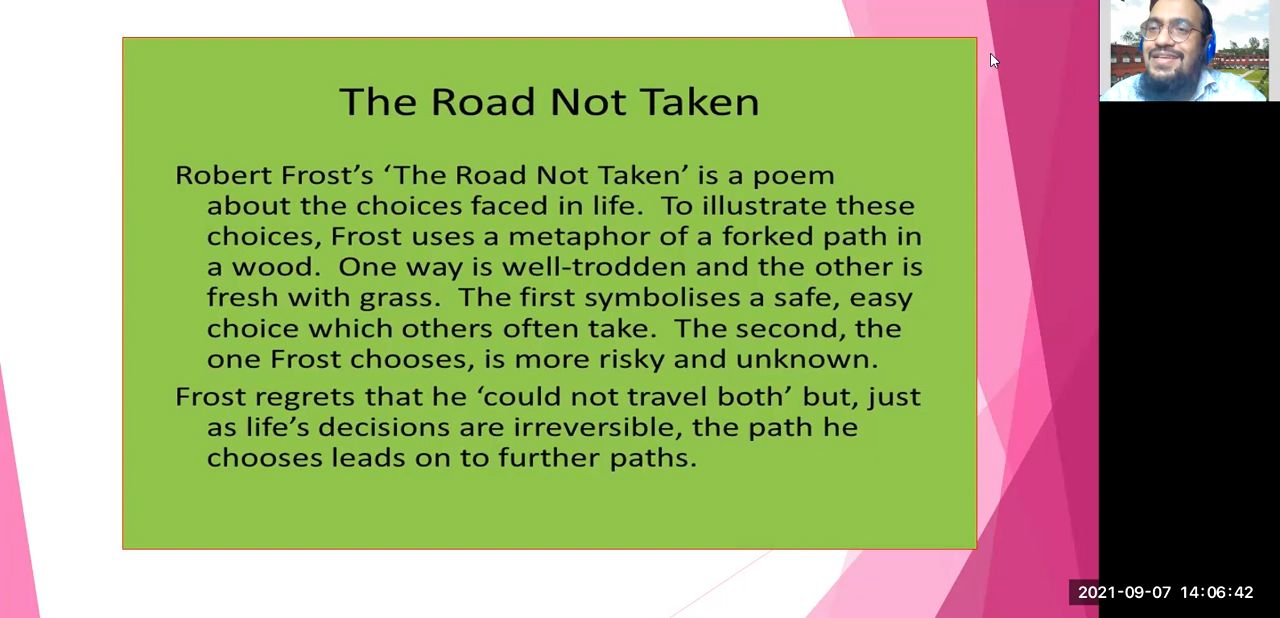 The Road Not Taken
Robert Frost’s ‘The Road Not Taken’ is a poem
about the choices faced in life.  To illustrate these
choices, Frost uses a metaphor of a forked path in
a wood.  One way is well-trodden and the other is
fresh with grass.  The first symbolises a safe, easy
choice which others often take.  The second, the
one Frost chooses, is more risky and unknown.
Frost regrets that he ‘could not travel both’ but, just
as life’s decisions are irreversible, the path he
chooses leads on to further paths.
2021-09-07 14:06:42